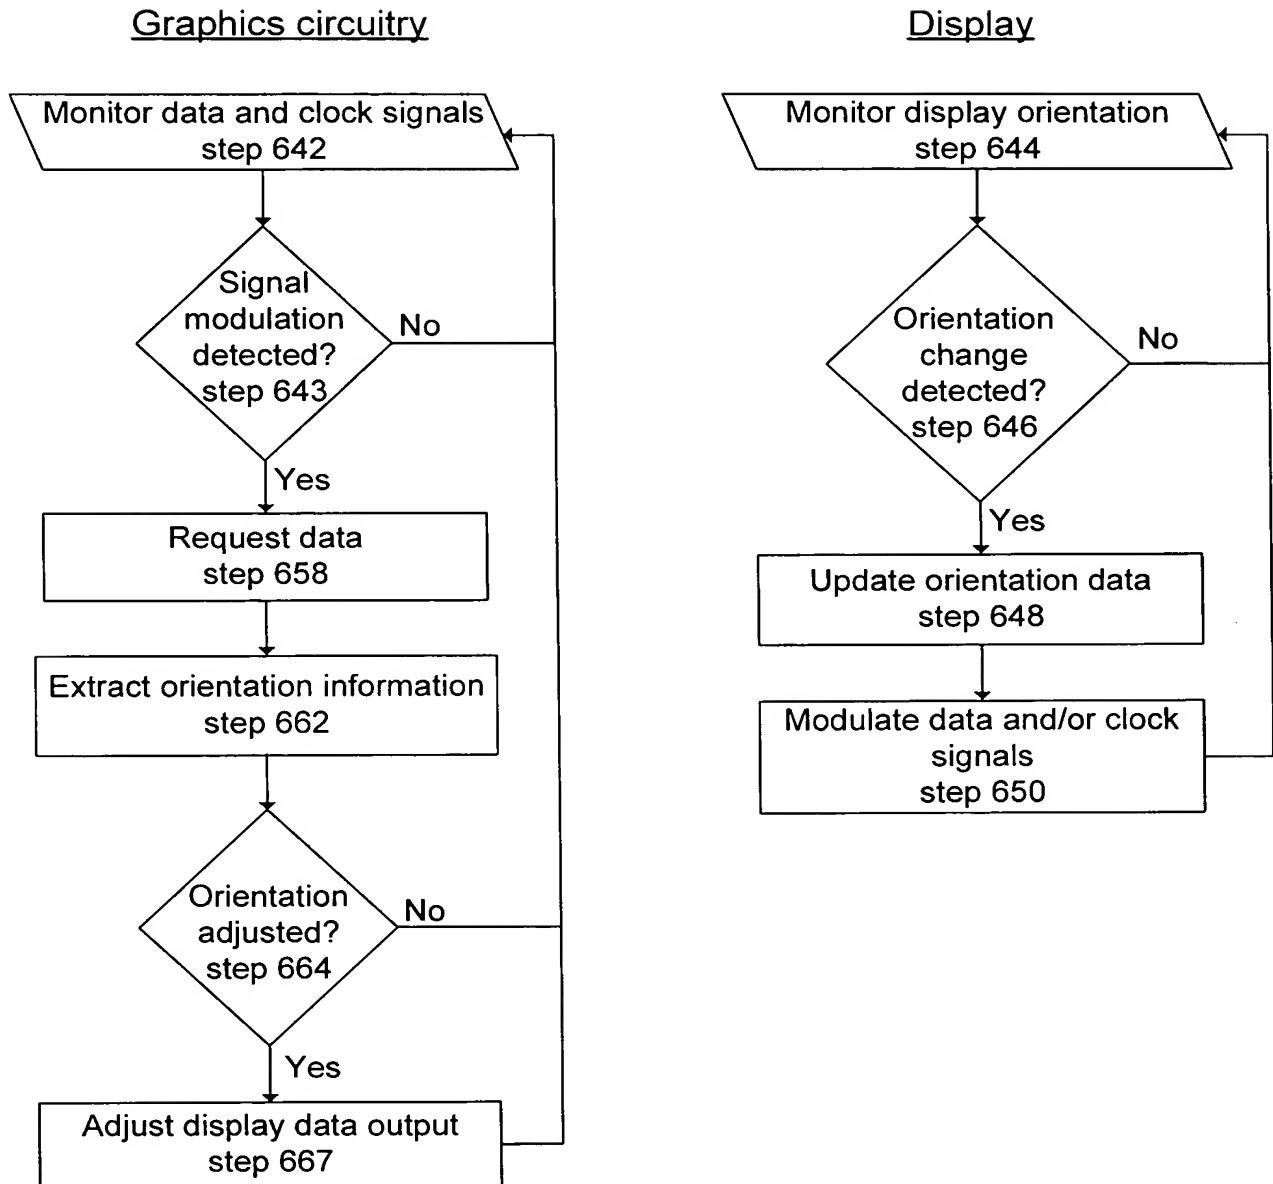 Graphics circuitry
Monitor data and clock signals
step 642
Signal
modulation
detected?
step 643
No
Yes
Request data
step 658
Extract orientation information
step 662
Orientation
adjusted?
step 664
No
Yes
Adjust display data output
step 667
Display
Monitor display orientation
step 644
Orientation
change
detected?
step 646
No
Yes
Update orientation data
step 648
Modulate data and/or clock
signals
step 650